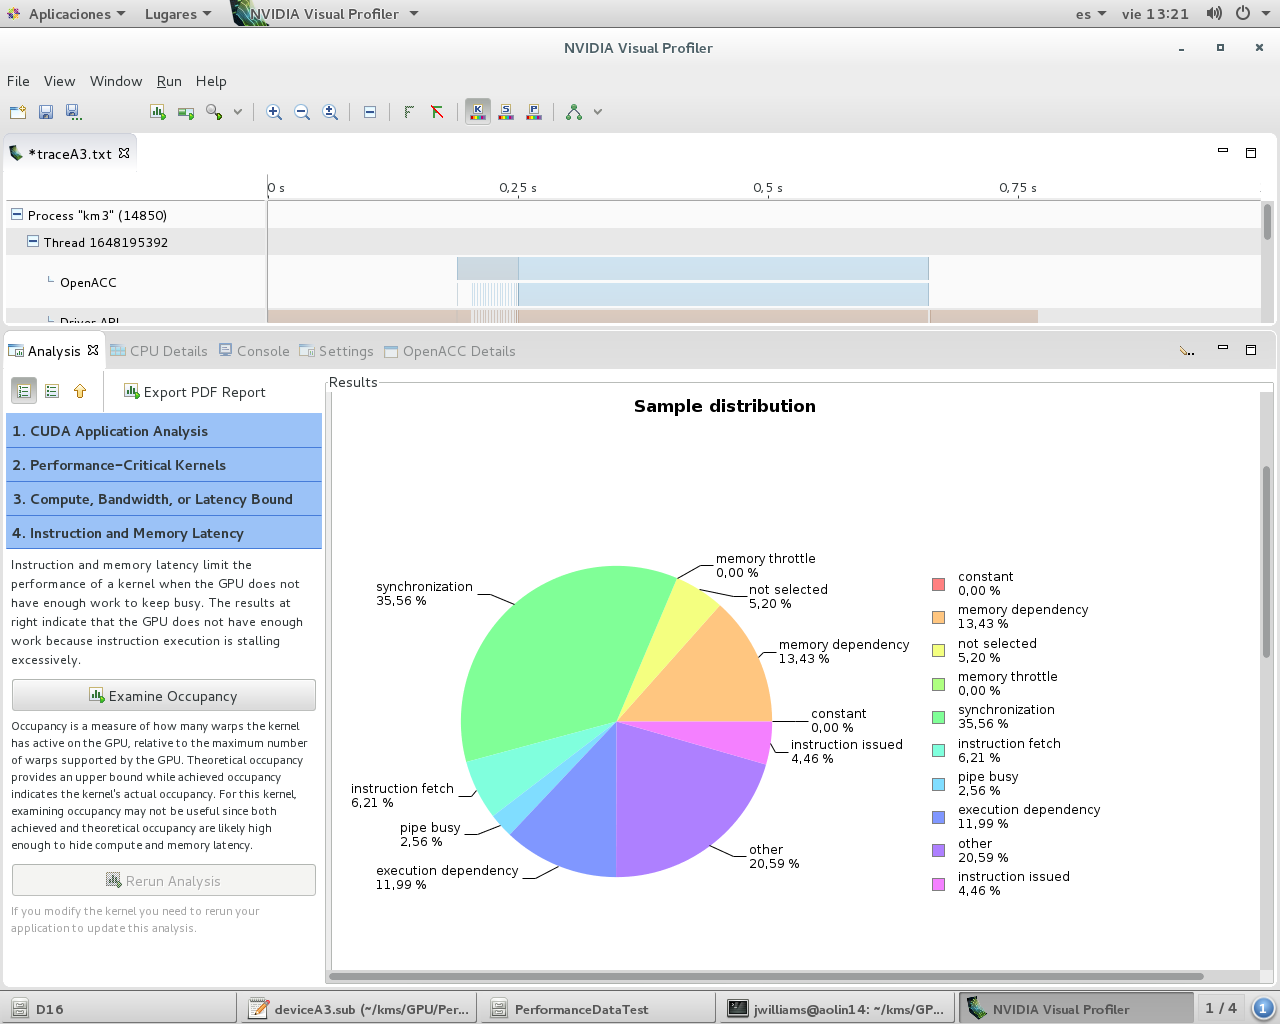 Aplicaciones Lugares NVIDIA Visual Profiler es vie 13:21
NVIDIA Visual Profiler
File View Window Run Help
*traceA3.txt
0 s 0,25 s 0,5 s 0,75 s
Process "km3" (14850)
Thread 1648195392
OpenACC
Driver API
Analysis CPU Details Console Settings OpenACC Details
Export PDF Report
1. CUDA Application Analysis
2. Performance-Critical Kernels
3. Compute, Bandwidth, or Latency Bound
4. Instruction and Memory Latency
Instruction and memory latency limit the
performance of a kernel when the GPU does not
have enough work to keep busy. The results at
right indicate that the GPU does not have enough
work because instruction execution is stalling
excessively.
Examine Occupancy
Occupancy is a measure of how many warps the kernel
has active on the GPU, relative to the maximum number
of warps supported by the GPU. Theoretical occupancy
provides an upper bound while achieved occupancy
indicates the kernel's actual occupancy. For this kernel,
examining occupancy may not be useful since both
achieved and theoretical occupancy are likely high
enough to hide compute and memory latency.
Rerun Analysis
If you modify the kernel you need to rerun your
application to update this analysis.
Results
Sample distribution
memory throttle
0,00 %
not selected
5,20 %
synchronization
35,56 %
memory dependency
13,43 %
constant
0,00 %
instruction issued
4,46 %
instruction fetch
6,21 %
pipe busy
2,56 %
other
20,59 %
execution dependency
11,99 %
constant
0,00 %
memory dependency
13,43 %
not selected
5,20 %
memory throttle
0,00 %
synchronization
35,56 %
instruction fetch
6,21 %
pipe busy
2,56 %
execution dependency
11,99 %
other
20,59 %
instruction issued
4,46 %
D16 deviceA3.sub (~/kms/GPU/Per... PerformanceDataTest jwilliams@aolin14: ~/kms/GP... NVIDIA Visual Profiler 1 / 4 1